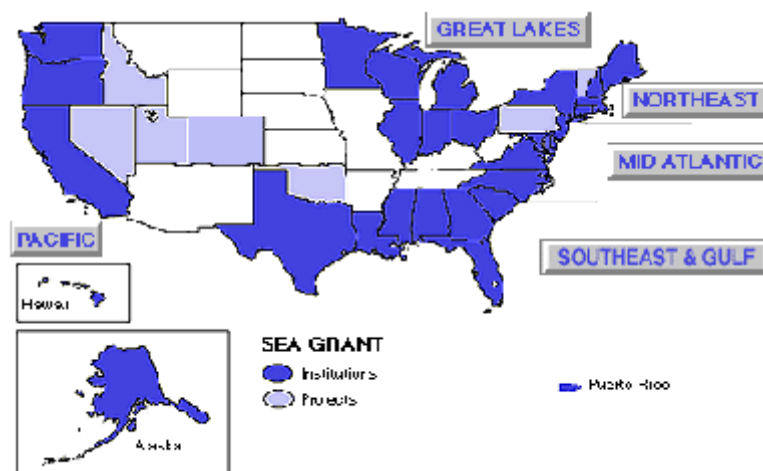 GREAT LAKES
NORTHEAST
MID ATLANTIC
PACIFIC
SOUTHEAST & GULF
Hawaii
SEA GRANT
Institutions
Projects
Puerto Rico
Alaska